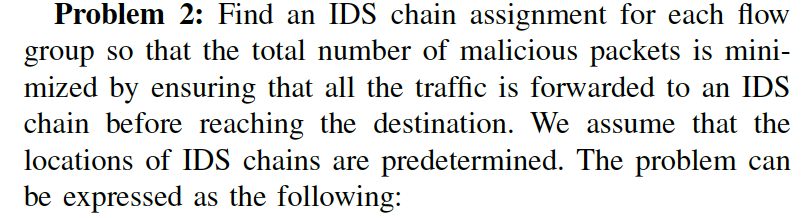 Problem 2: Find an IDS chain assignment for each flow
group so that the total number of malicious packets is mini-
mized by ensuring that all the traffic is forwarded to an IDS
chain before reaching the destination. We assume that the
locations of IDS chains are predetermined. The problem can
be expressed as the following: